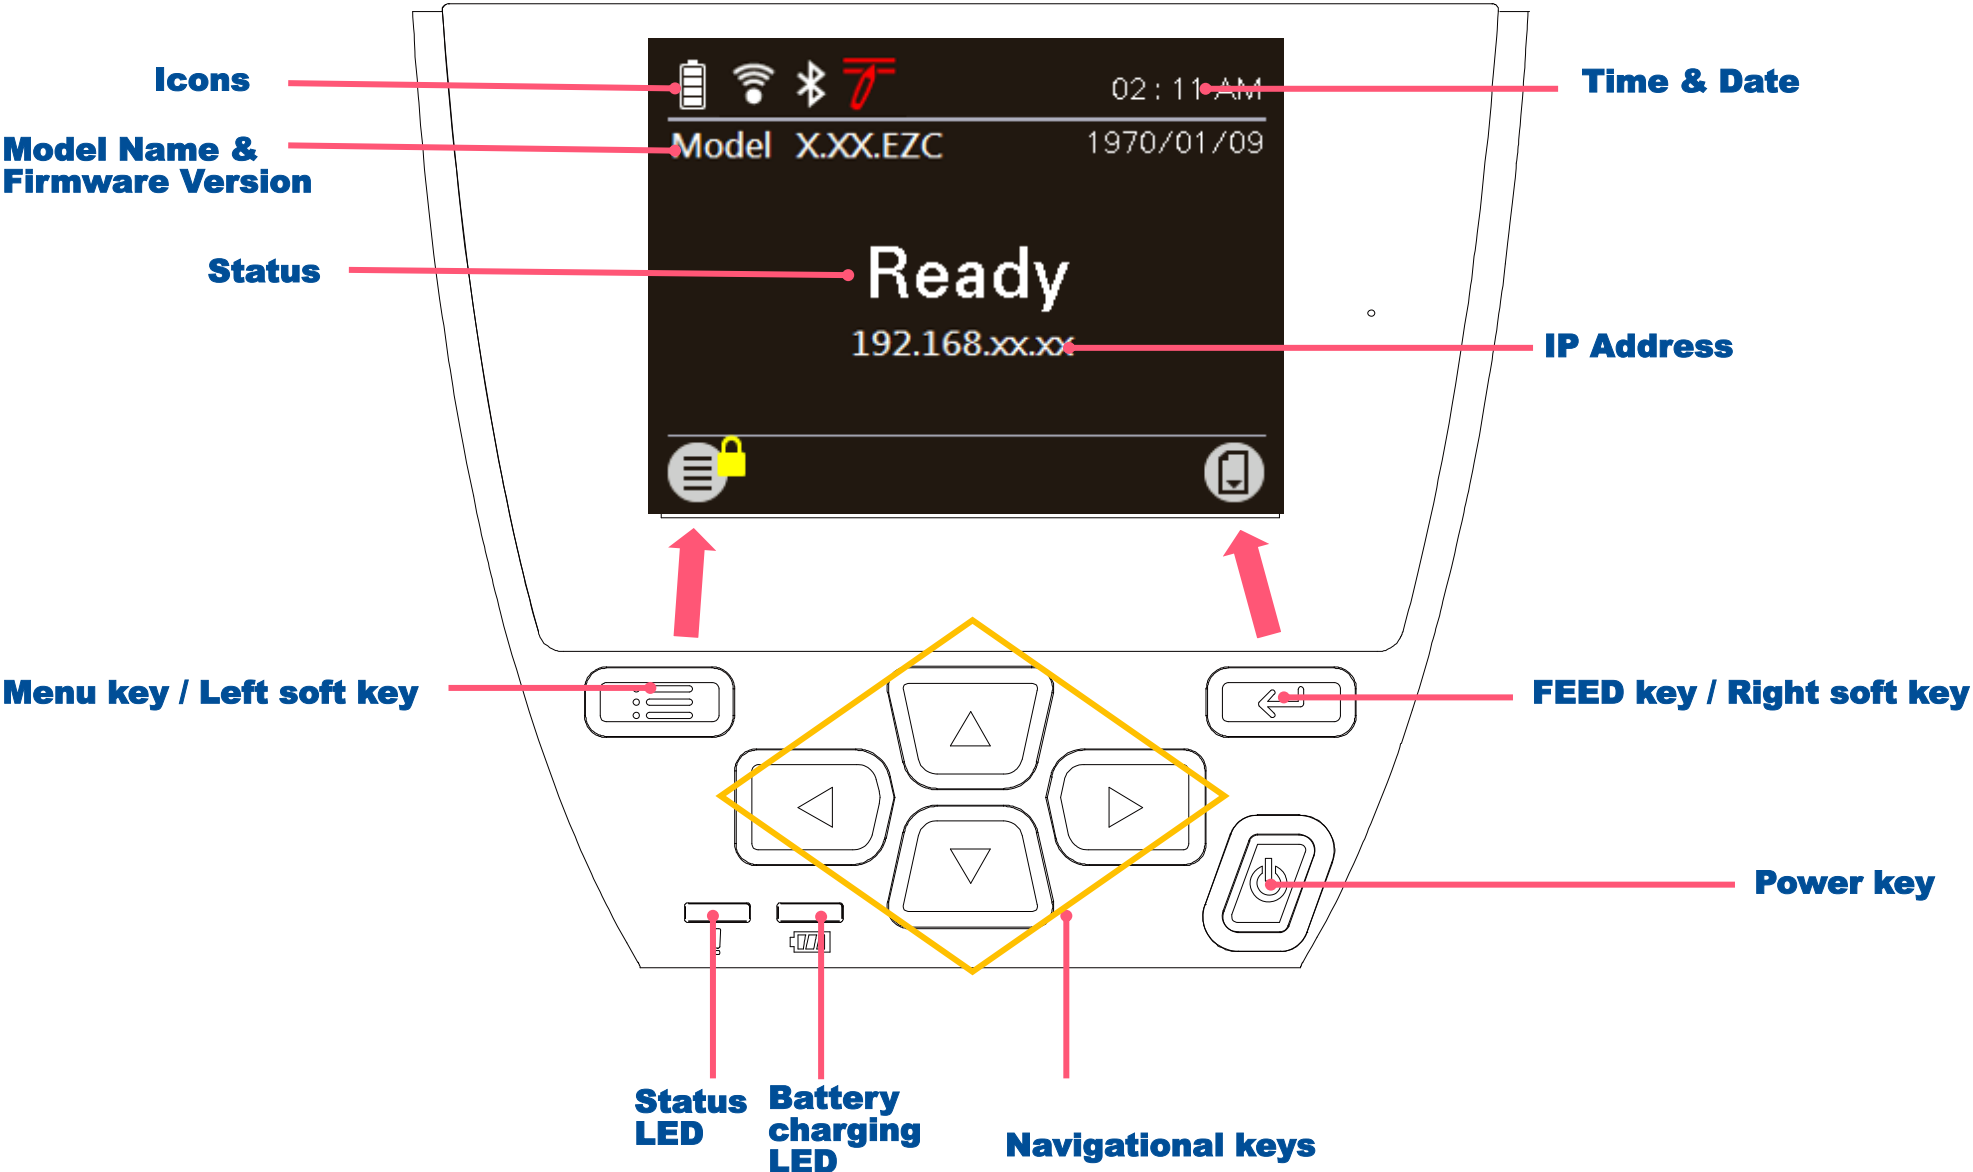 Icons
02 : 11 AM
Time & Date
Model Name &
Firmware Version
Model X.XX.EZC
1970/01/09
Status
Ready
192.168.xx.xx
IP Address
Menu key / Left soft key
FEED key / Right soft key
Power key
Status
LED
Battery
charging
LED
Navigational keys